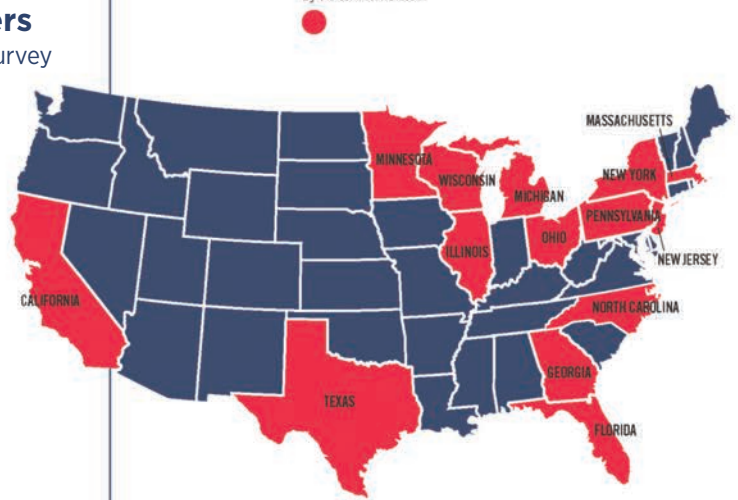 ers
urvey
MASSACHUSETTS
MINNESOTA
WISCONSIN
MICHIGAN
NEW YORK
PENNSYLVANIA
ILLINOIS
OHIO
NEW JERSEY
CALIFORNIA
NORTH CAROLINA
GEORGIA
TEXAS
FLORIDA